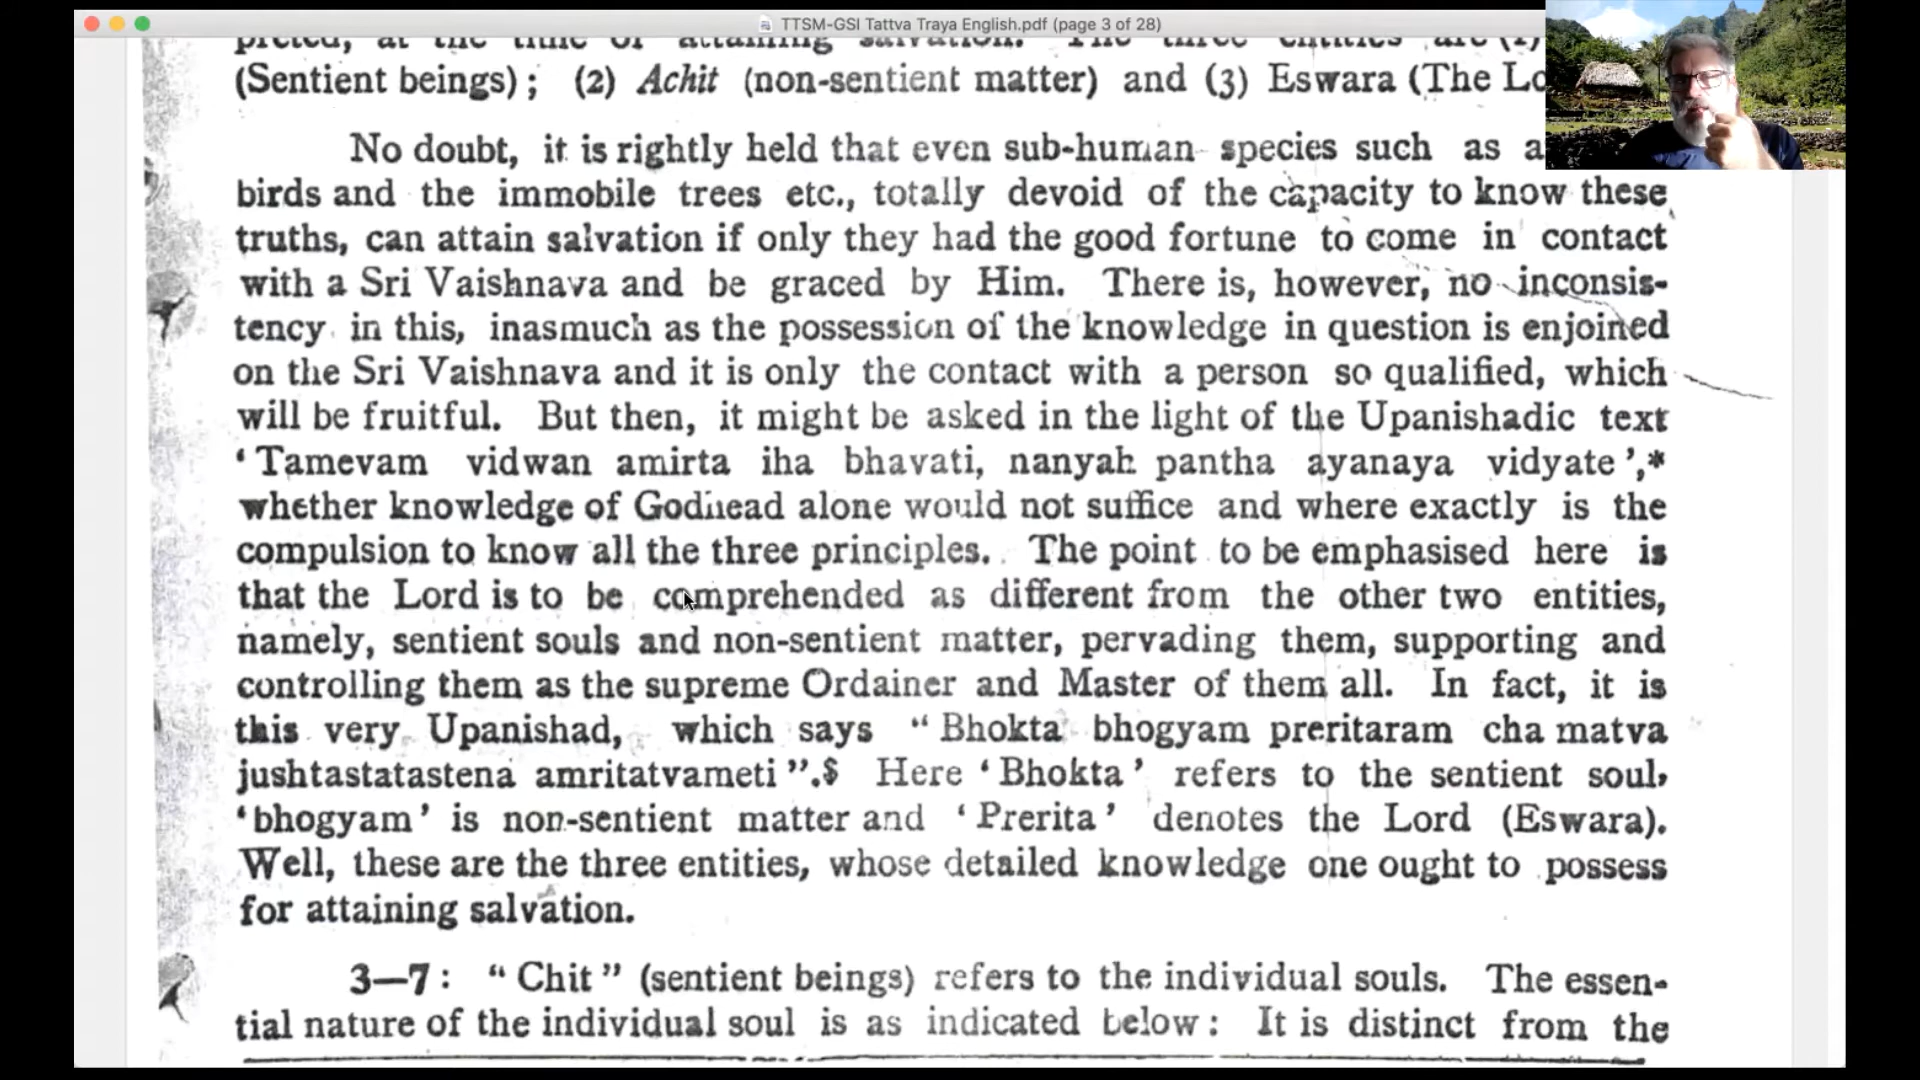 TTSM-GSI Tattva Traya English.pdf (page 3 of 28)
preted, at the time of attaining salvation. The three entities are (1)
(Sentient beings) ; (2) Achit (non-sentient matter) and (3) Eswara (The
No doubt, it is rightly held that even sub-human species such as
birds and the immobile trees etc., totally devoid of the capacity to know these
truths, can attain salvation if only they had the good fortune to come in contact
with a Sri Vaishnava and be graced by Him. There is, however, no inconsis-
tency in this, inasmuch as the possession of the knowledge in question is enjoined
on the Sri Vaishnava and it is only the contact with a person so qualified, which
will be fruitful. But then, it might be asked in the light of the Upanishadic text
‘ Tamevam vidwan amirta iha bhavati, nanyah pantha ayanaya vidyate ’,*
whether knowledge of Godhead alone would not suffice and where exactly is the
compulsion to know all the three principles. The point to be emphasised here is
that the Lord is to be comprehended as different from the other two entities,
namely, sentient souls and non-sentient matter, pervading them, supporting and
controlling them as the supreme Ordainer and Master of them all. In fact, it is
this very Upanishad, which says “ Bhokta bhogyam preritaram cha matva
jushtastatastena amritatvameti ”.$ Here ‘ Bhokta ’ refers to the sentient soul,
‘ bhogyam ’ is non-sentient matter and ‘ Prerita ’ denotes the Lord (Eswara).
Well, these are the three entities, whose detailed knowledge one ought to possess
for attaining salvation.
3—7 : “ Chit ” (sentient beings) refers to the individual souls. The essen-
tial nature of the individual soul is as indicated below : It is distinct from the